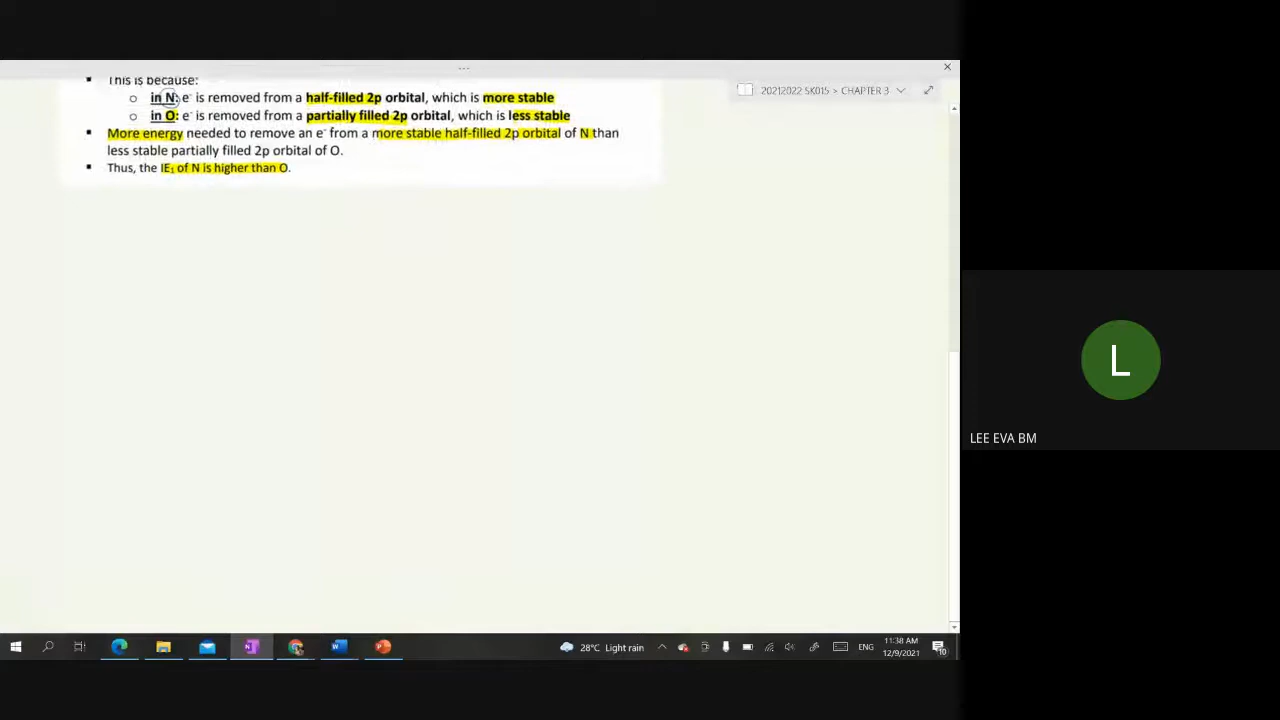 This is because:
20212022 SK015 > CHAPTER 3
o in N: e⁻ is removed from a half-filled 2p orbital, which is more stable
o in O: e⁻ is removed from a partially filled 2p orbital, which is less stable
More energy needed to remove an e⁻ from a more stable half-filled 2p orbital of N than
less stable partially filled 2p orbital of O.
Thus, the IE₁ of N is higher than O.
L
LEE EVA BM
28°C Light rain
ENG
11:38 AM
12/9/2021
10